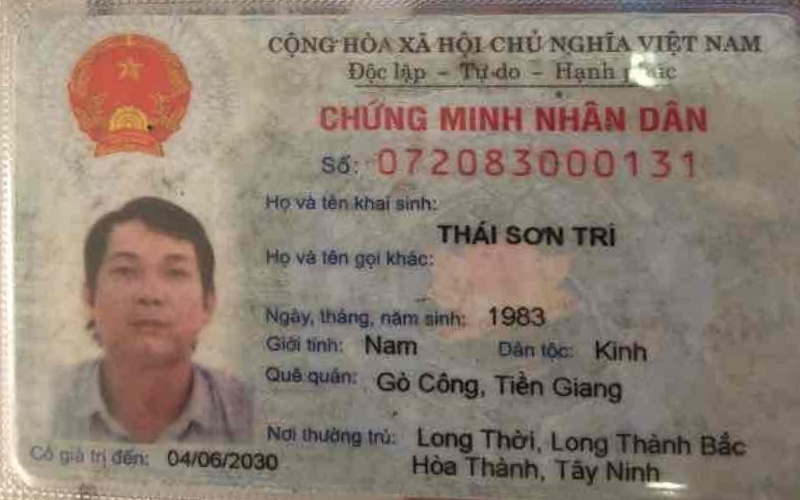 CỘNG HÒA XÃ HỘI CHỦ NGHĨA VIỆT NAM
Độc lập - Tự do - Hạnh phúc
CHỨNG MINH NHÂN DÂN
Số: 072083000131
Họ và tên khai sinh:
THÁI SƠN TRÍ
Họ và tên gọi khác:
Ngày, tháng, năm sinh: 1983
Giới tính: Nam Dân tộc: Kinh
Quê quán: Gò Công, Tiền Giang
Nơi thường trú: Long Thời, Long Thành Bắc
Hòa Thành, Tây Ninh
Có giá trị đến: 04/06/2030